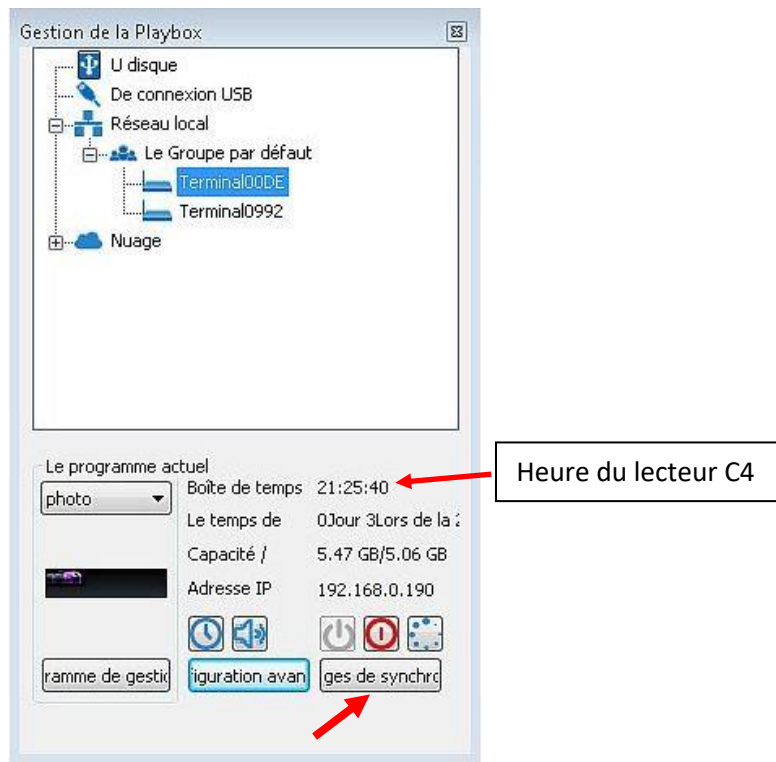 Gestion de la Playbox
U disque
De connexion USB
Réseau local
Le Groupe par défaut
Terminal00DE
Terminal0992
Nuage
Le programme actuel
photo
Boîte de temps 21:25:40
Le temps de 0Jour 3Lors de la
Capacité / 5.47 GB/5.06 GB
Adresse IP 192.168.0.190
ramme de gestic
iguration avan
ges de synchrc
Heure du lecteur C4